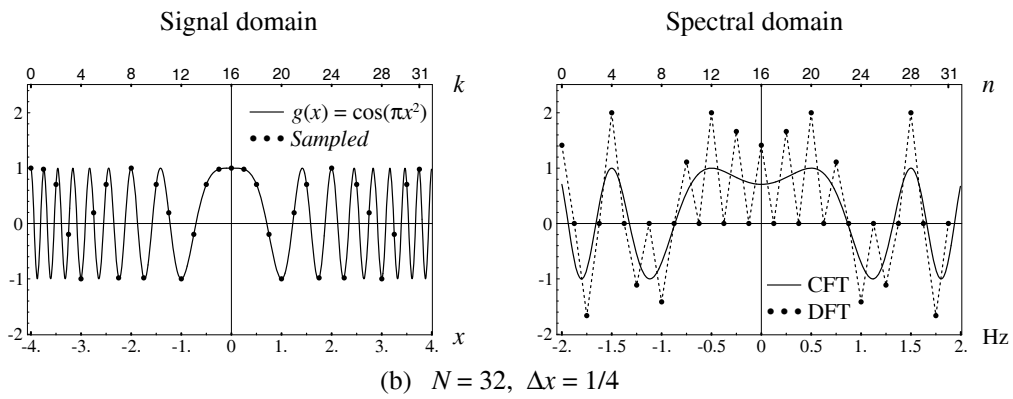 Signal domain
0 4 8 12 16 20 24 28 31 k
2
1
0
-1
-2
g(x) = cos(πx²)
Sampled
-4. -3. -2. -1. 0 1. 2. 3. 4. x
Spectral domain
0 4 8 12 16 20 24 28 31 n
2
1
0
-1
-2
CFT
DFT
-2. -1.5 -1. -0.5 0 0.5 1. 1.5 2. Hz
(b) N = 32, Δx = 1/4